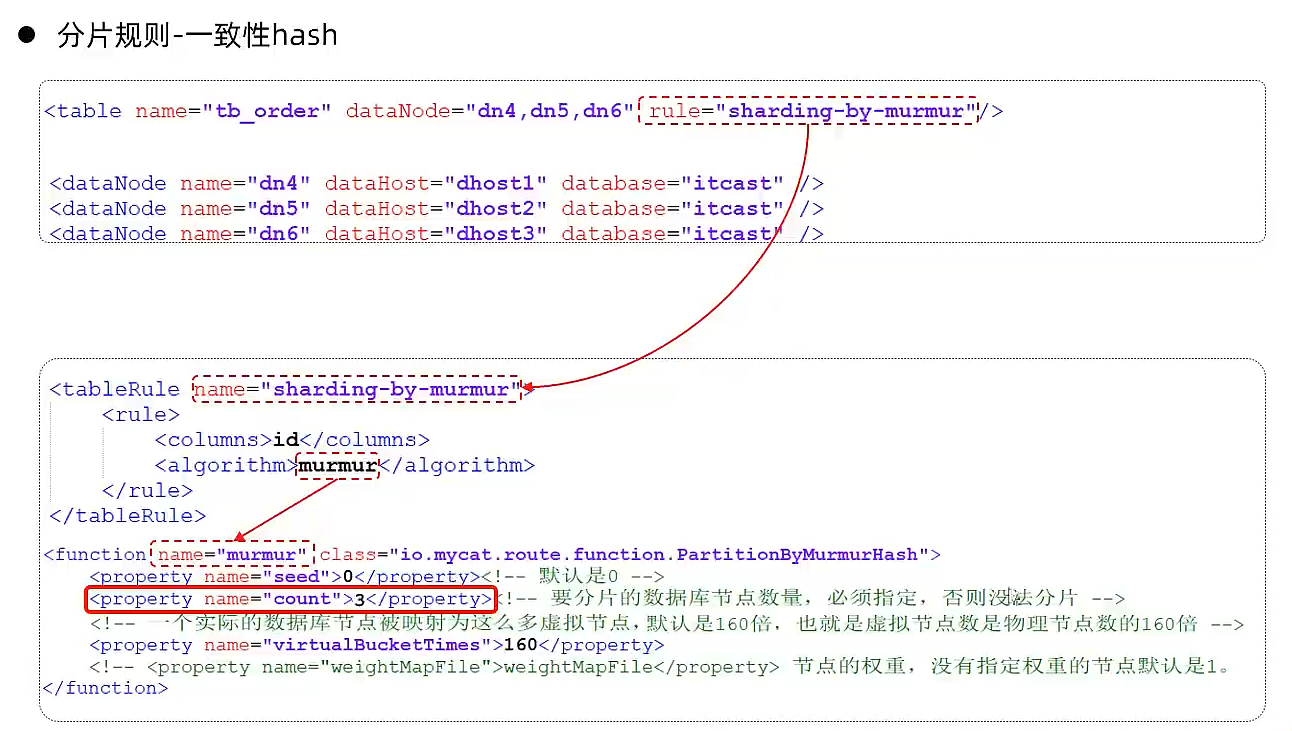 ● 分片规则-一致性hash
<table name="tb_order" dataNode="dn4,dn5,dn6" rule="sharding-by-murmur"/>
<dataNode name="dn4" dataHost="dhost1" database="itcast" />
<dataNode name="dn5" dataHost="dhost2" database="itcast" />
<dataNode name="dn6" dataHost="dhost3" database="itcast" />
<tableRule name="sharding-by-murmur">
<rule>
<columns>id</columns>
<algorithm>murmur</algorithm>
</rule>
</tableRule>
<function name="murmur" class="io.mycat.route.function.PartitionByMurmurHash">
<property name="seed">0</property><!-- 默认是0 -->
<property name="count">3</property><!-- 要分片的数据库节点数量，必须指定，否则没法分片 -->
<!-- 一个实际的数据库节点被映射为这么多虚拟节点，默认是160倍，也就是虚拟节点数是物理节点数的160倍 -->
<property name="virtualBucketTimes">160</property>
<!-- <property name="weightMapFile">weightMapFile</property> 节点的权重，没有指定权重的节点默认是1。
</function>